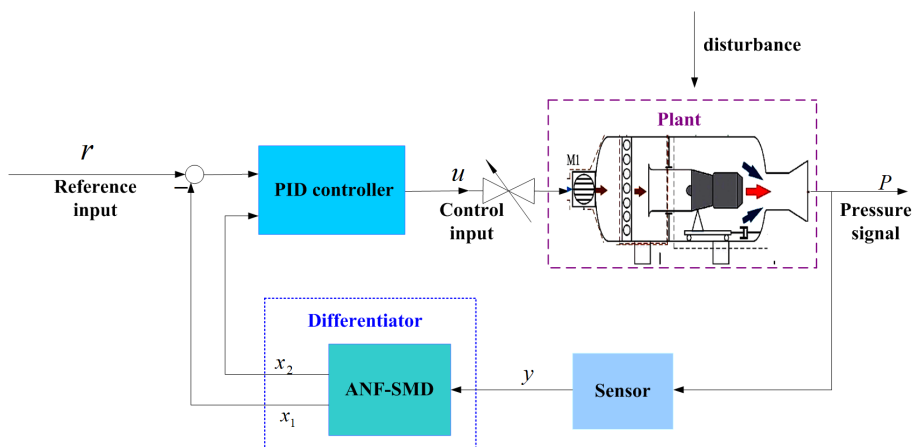 disturbance
Plant
M1
r
Reference
input
−
PID controller
u
Control
input
P
Pressure
signal
Differentiator
x2
x1
ANF-SMD
y
Sensor